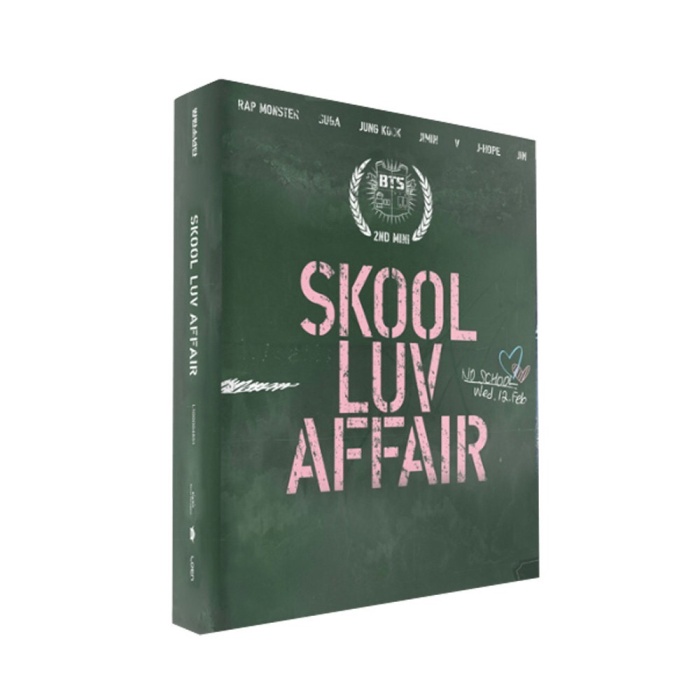 RAP MONSTER SUGA JUNG KOOK JIMIN V J-HOPE JIN
BTS
2ND MINI
SKOOL
LUV
AFFAIR
NO SCHOOL
Wed. 12. Feb
SKOOL LUV AFFAIR